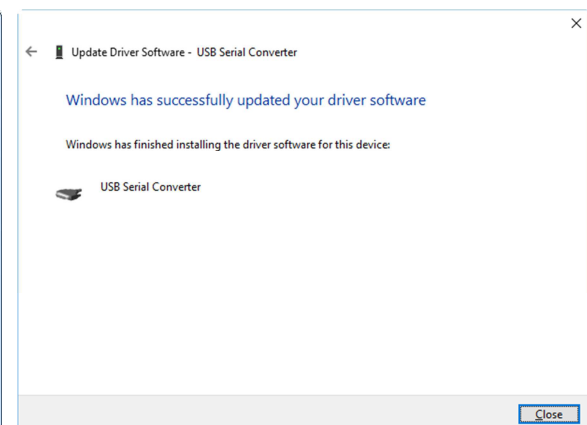 Update Driver Software - USB Serial Converter
Windows has successfully updated your driver software
Windows has finished installing the driver software for this device:
USB Serial Converter
Close